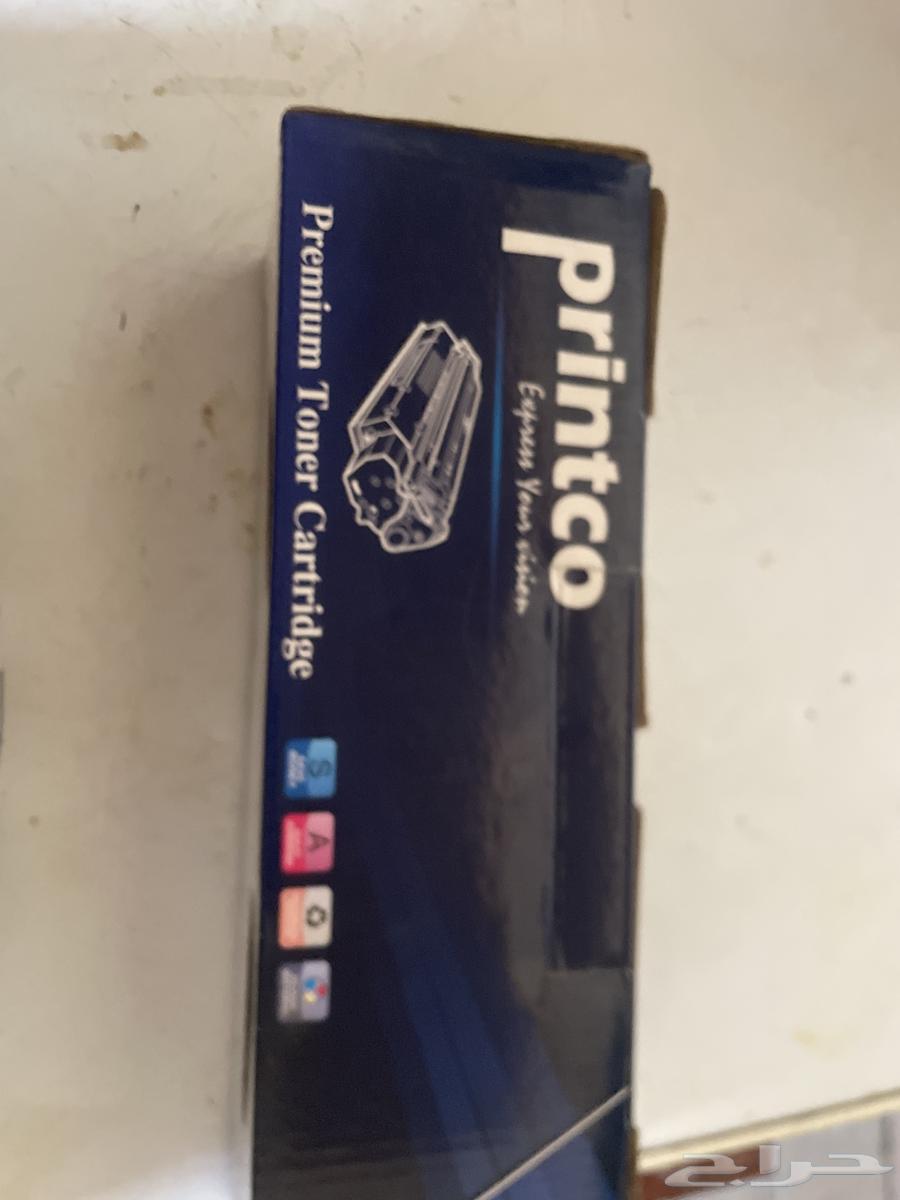 printco
Express Your vision
Premium Toner Cartridge
S
A
حراج